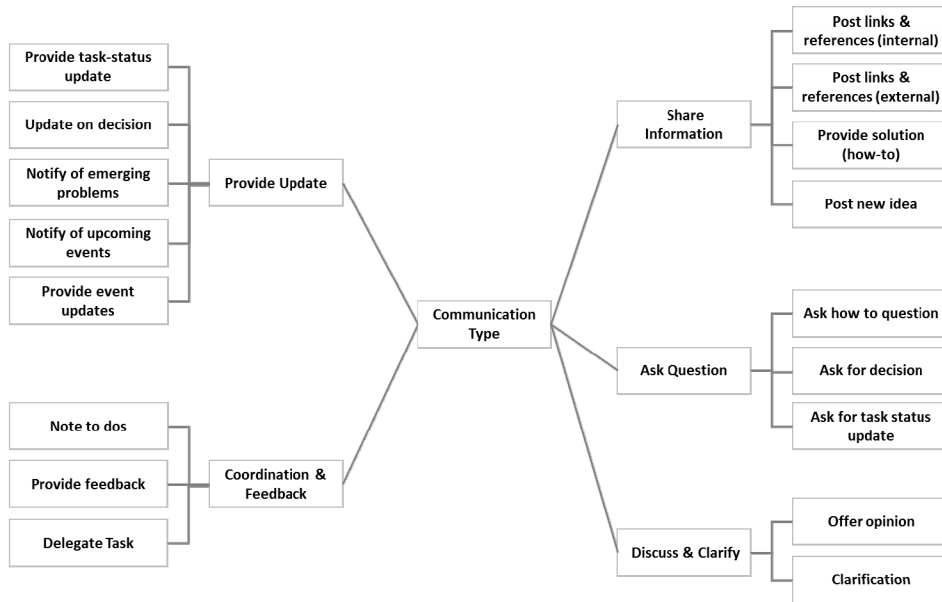 Provide task-status
update
Update on decision
Notify of emerging
problems
Notify of upcoming
events
Provide event
updates
Provide Update
Note to dos
Provide feedback
Delegate Task
Coordination &
Feedback
Communication
Type
Share
Information
Post links &
references (internal)
Post links &
references (external)
Provide solution
(how-to)
Post new idea
Ask Question
Ask how to question
Ask for decision
Ask for task status
update
Discuss & Clarify
Offer opinion
Clarification